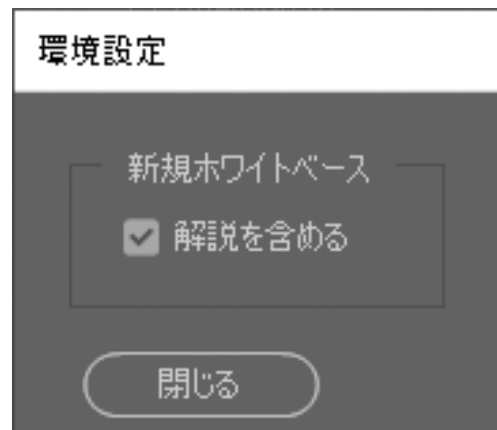 環境設定
新規ホワイトベース
解説を含める
閉じる